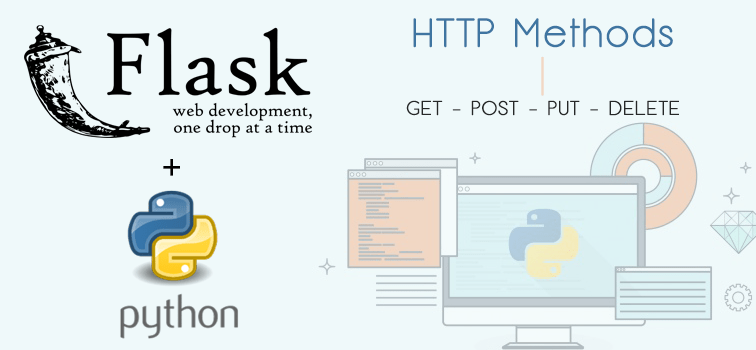 Flask
web development,
one drop at a time
+
python
HTTP Methods
GET - POST - PUT - DELETE